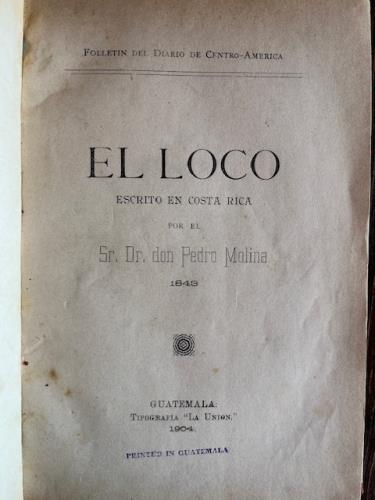 FOLLETIN DEL DIARIO DE CENTRO-AMERICA
EL LOCO
ESCRITO EN COSTA RICA
POR EL
Sr. Dr. don Pedro Molina
1843
GUATEMALA:
TIPOGRAFÍA "LA UNION."
1904.
PRINTED IN GUATEMALA